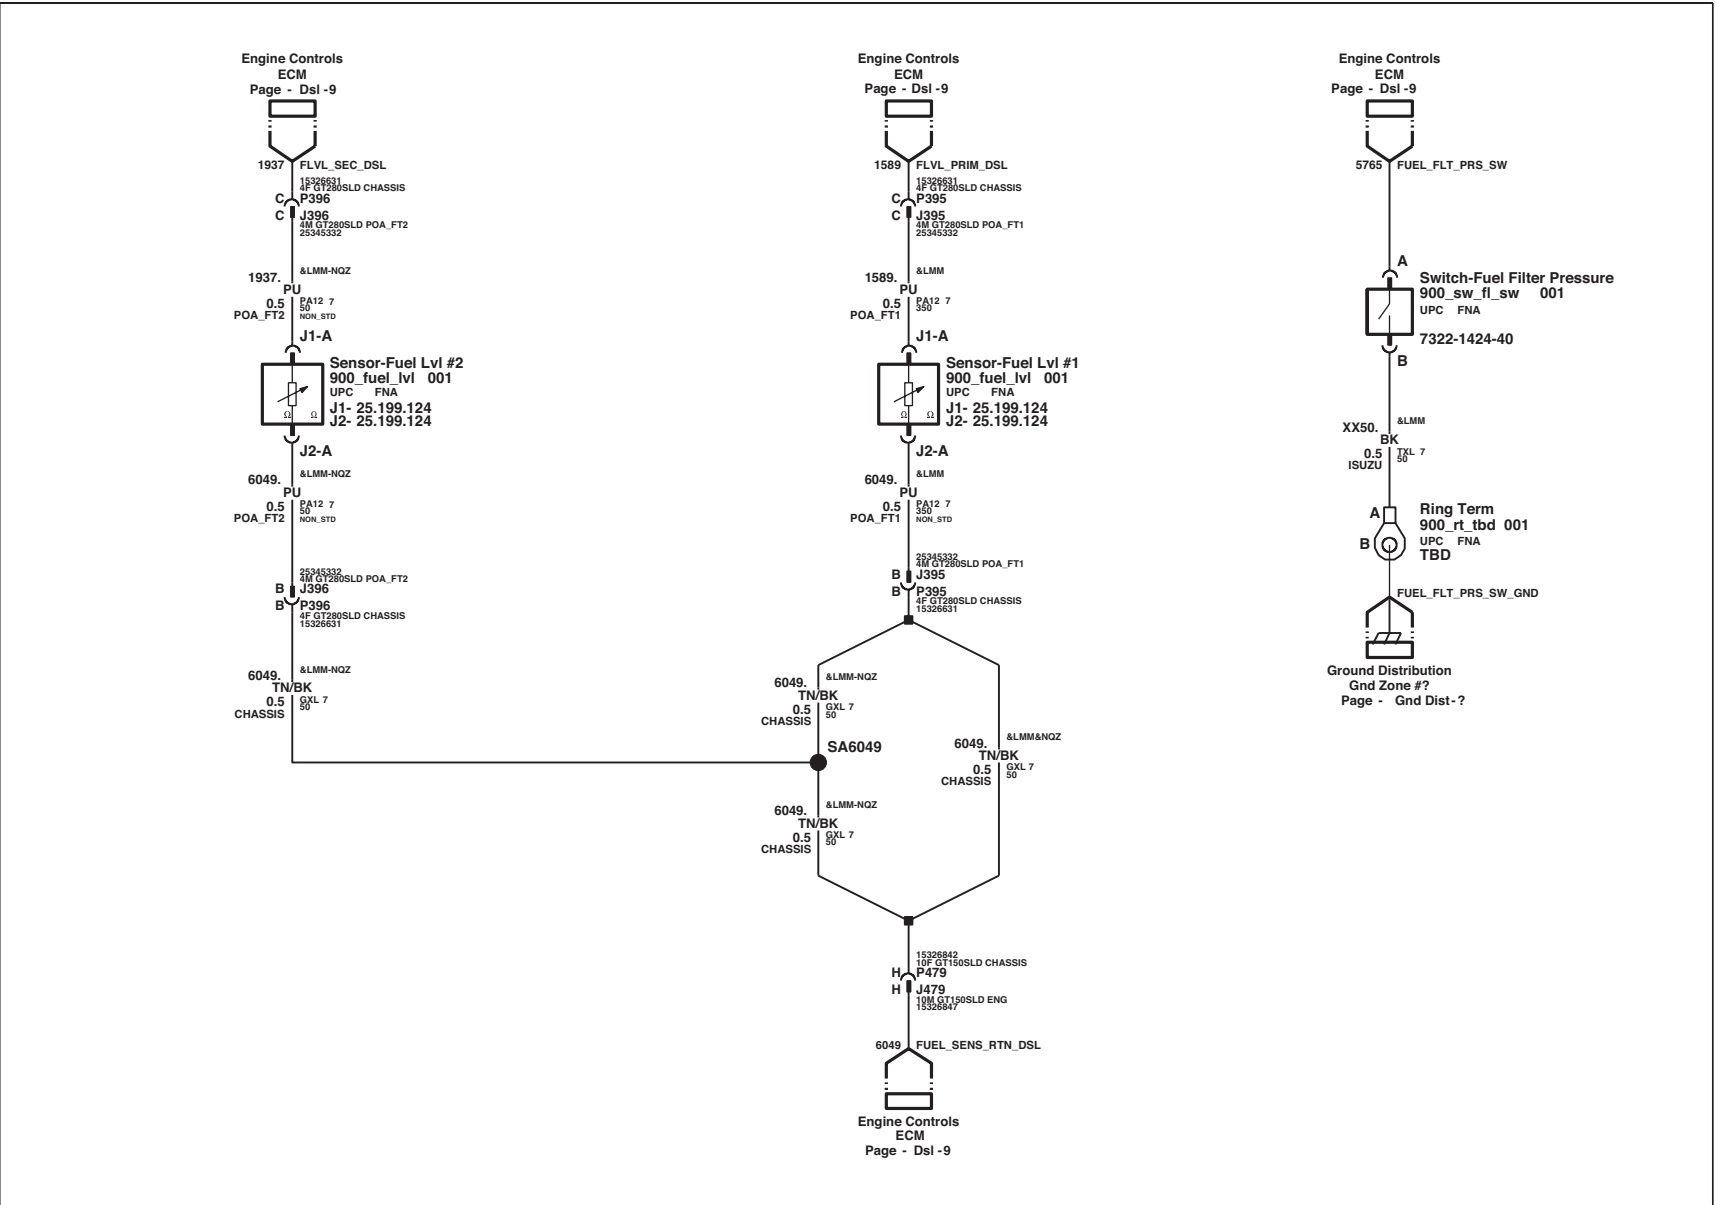 Engine Controls
ECM
Page - Dsl -9
1937 FLVL_SEC_DSL
15326631
4F GT280SLD CHASSIS
C P396
C J396
4M GT280SLD POA_FT2
25345332
&LMM-NQZ
1937.
PU
0.5 PA12 7
50
POA_FT2 NON_STD
J1-A
Sensor-Fuel Lvl #2
900_fuel_lvl 001
UPC FNA
J1- 25.199.124
J2- 25.199.124
Ω Ω
J2-A
&LMM-NQZ
6049.
PU
0.5 PA12 7
50
POA_FT2 NON_STD
25345332
4M GT280SLD POA_FT2
B J396
B P396
4F GT280SLD CHASSIS
15326631
&LMM-NQZ
6049.
TN/BK
0.5 GXL 7
50
CHASSIS
Engine Controls
ECM
Page - Dsl -9
1589 FLVL_PRIM_DSL
15326631
4F GT280SLD CHASSIS
C P395
C J395
4M GT280SLD POA_FT1
25345332
&LMM
1589.
PU
0.5 PA12 7
350
POA_FT1
J1-A
Sensor-Fuel Lvl #1
900_fuel_lvl 001
UPC FNA
J1- 25.199.124
J2- 25.199.124
Ω Ω
J2-A
&LMM
6049.
PU
0.5 PA12 7
350
POA_FT1 NON_STD
25345332
4M GT280SLD POA_FT1
B J395
B P395
4F GT280SLD CHASSIS
15326631
&LMM-NQZ
6049.
TN/BK
0.5 GXL 7
50
CHASSIS
SA6049
&LMM&NQZ
6049.
TN/BK
0.5 GXL 7
50
CHASSIS
&LMM-NQZ
6049.
TN/BK
0.5 GXL 7
50
CHASSIS
15326842
10F GT150SLD CHASSIS
H P479
H J479
10M GT150SLD ENG
15326847
6049 FUEL_SENS_RTN_DSL
Engine Controls
ECM
Page - Dsl -9
Engine Controls
ECM
Page - Dsl -9
5765 FUEL_FLT_PRS_SW
A
Switch-Fuel Filter Pressure
900_sw_fl_sw 001
UPC FNA
7322-1424-40
B
&LMM
XX50.
BK
0.5 TXL 7
50
ISUZU
A Ring Term
900_rt_tbd 001
B UPC FNA
TBD
FUEL_FLT_PRS_SW_GND
Ground Distribution
Gnd Zone #?
Page - Gnd Dist-?